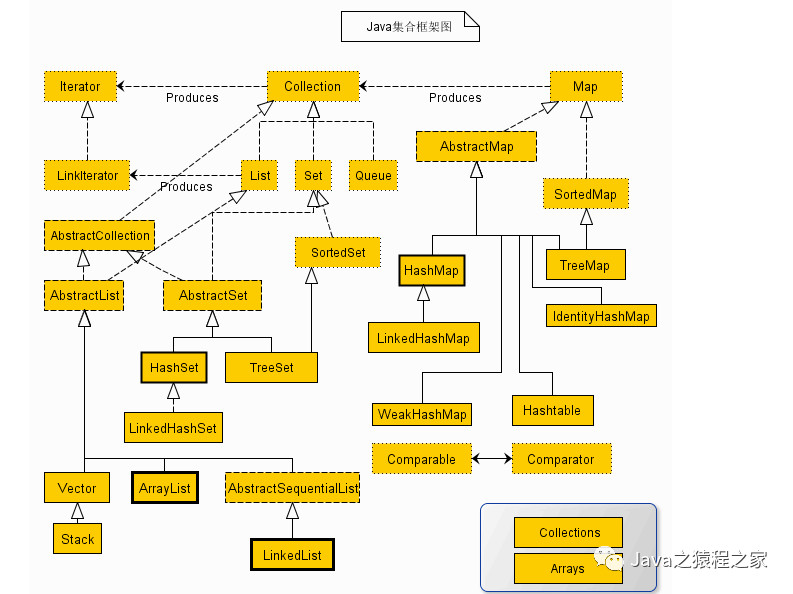 Java集合框架图
Iterator
Produces
Collection
Produces
Map
AbstractMap
LinkIterator
Produces
List
Set
Queue
SortedMap
AbstractCollection
SortedSet
HashMap
TreeMap
AbstractList
AbstractSet
IdentityHashMap
LinkedHashMap
HashSet
TreeSet
WeakHashMap
Hashtable
LinkedHashSet
Comparable
Comparator
Vector
ArrayList
AbstractSequentialList
Stack
LinkedList
Collections
Arrays
Java之猿程之家